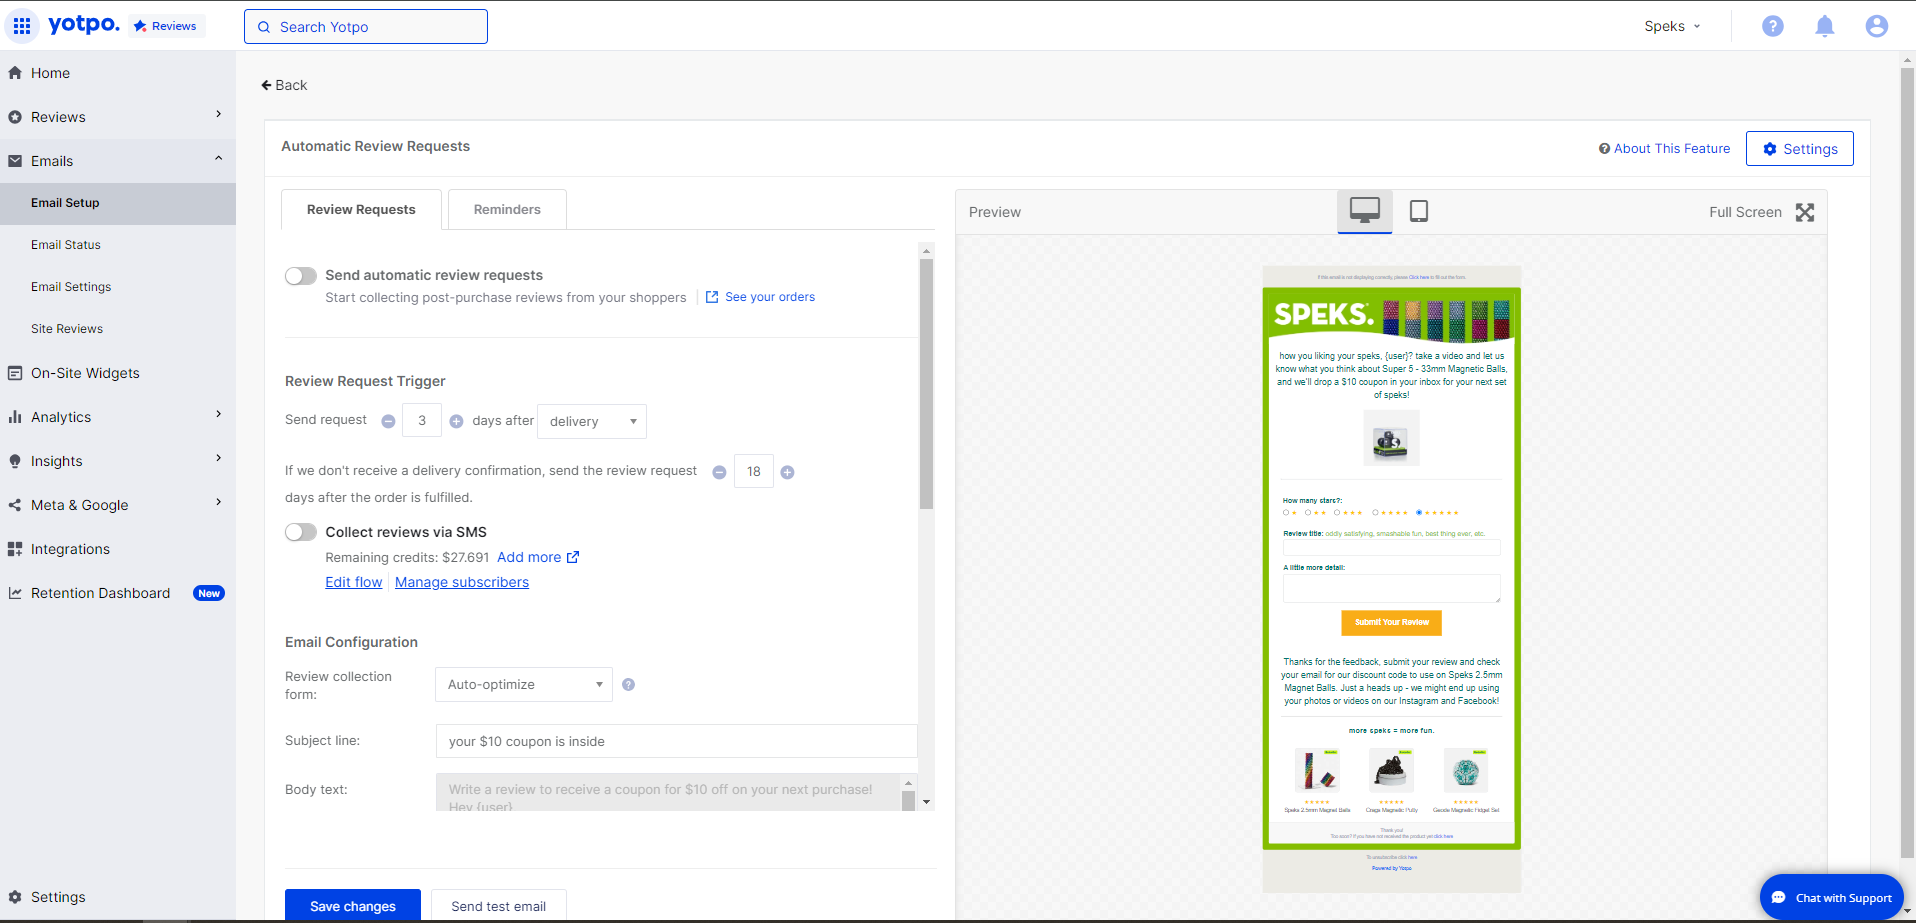 yotpo.
Reviews
Search Yotpo
Speks
Home
Reviews
Emails
Email Setup
Email Status
Email Settings
Site Reviews
On-Site Widgets
Analytics
Insights
Meta & Google
Integrations
Retention Dashboard New
Settings
Back
Automatic Review Requests
About This Feature
Settings
Review Requests
Reminders
Send automatic review requests
Start collecting post-purchase reviews from your shoppers
See your orders
Review Request Trigger
Send request 3 days after delivery
If we don't receive a delivery confirmation, send the review request 18
days after the order is fulfilled.
Collect reviews via SMS
Remaining credits: $27.691 Add more
Edit flow Manage subscribers
Email Configuration
Review collection
form:
Auto-optimize
Subject line: your $10 coupon is inside
Body text: Write a review to receive a coupon for $10 off on your next purchase!
Hey {user}
Save changes
Send test email
Preview
Full Screen
If this email is not displaying correctly, please Click here to fill out the form.
SPEKS.
how you liking your speks, {user}? take a video and let us
know what you think about Super 5 - 33mm Magnetic Balls,
and we'll drop a $10 coupon in your inbox for your next set
of speks!
How many stars?:
Review title: oddly satisfying, smashable fun, best thing ever, etc.
A little more detail:
Submit Your Review
Thanks for the feedback, submit your review and check
your email for our discount code to use on Speks 2.5mm
Magnet Balls. Just a heads up - we might end up using
your photos or videos on our Instagram and Facebook!
more speks = more fun.
Speks 2.5mm Magnet Balls
Crags Magnetic Putty
Geode Magnetic Fidget Set
Thank you!
Too soon? If you have not received the product yet click here
To unsubscribe click here
Powered by Yotpo
Chat with Support